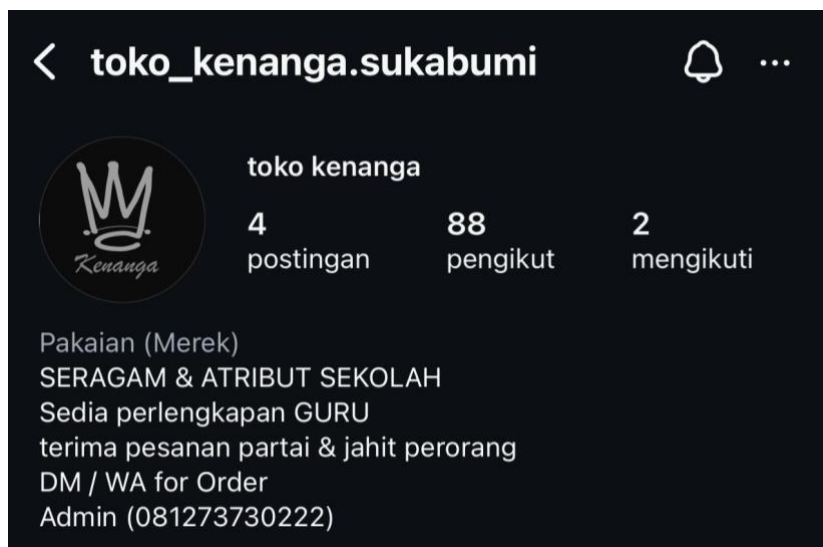 toko_kenanga.sukabumi
Kenanga
toko kenanga
4 88 2
postingan pengikut mengikuti
Pakaian (Merek)
SERAGAM & ATRIBUT SEKOLAH
Sedia perlengkapan GURU
terima pesanan partai & jahit perorang
DM / WA for Order
Admin (081273730222)